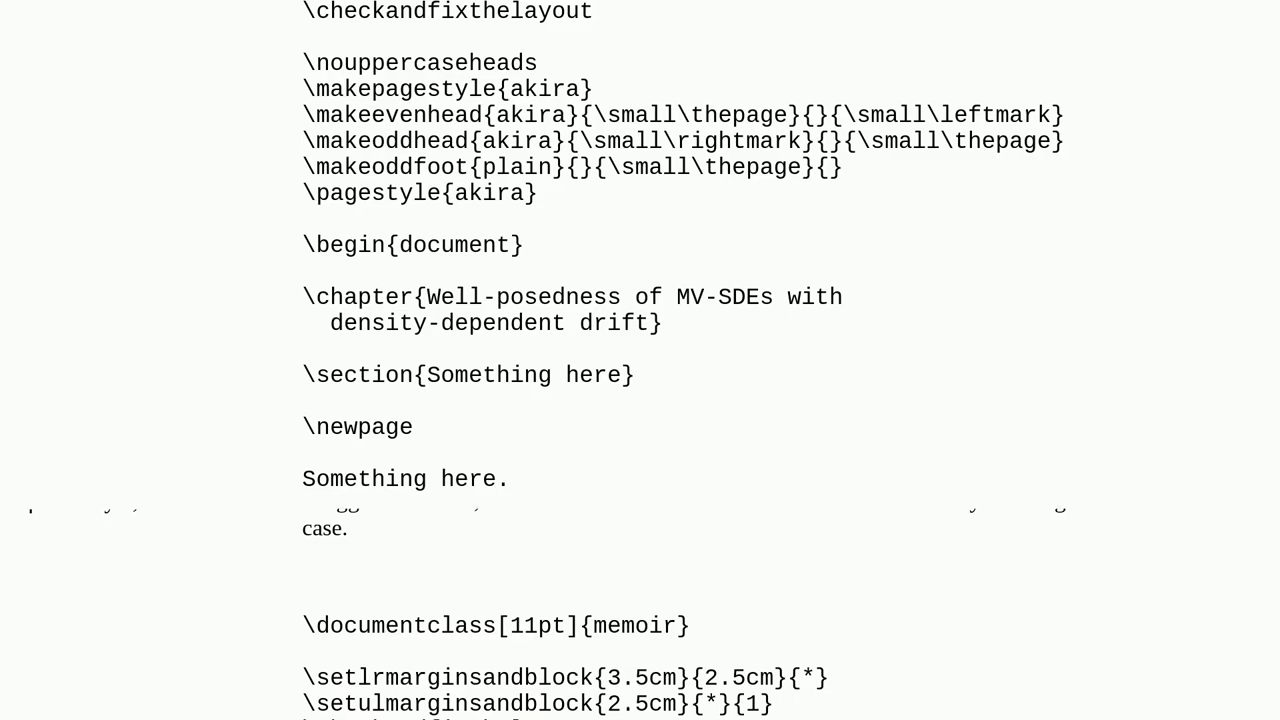 \checkandfixthelayout
\nouppercaseheads
\makepagestyle{akira}
\makeevenhead{akira}{\small\thepage}{}{\small\leftmark}
\makeoddhead{akira}{\small\rightmark}{}{\small\thepage}
\makeoddfoot{plain}{}{\small\thepage}{}
\pagestyle{akira}
\begin{document}
\chapter{Well-posedness of MV-SDEs with
density-dependent drift}
\section{Something here}
\newpage
Something here.
case.
\documentclass[11pt]{memoir}
\setlrmarginsandblock{3.5cm}{2.5cm}{*}
\setulmarginsandblock{2.5cm}{*}{1}